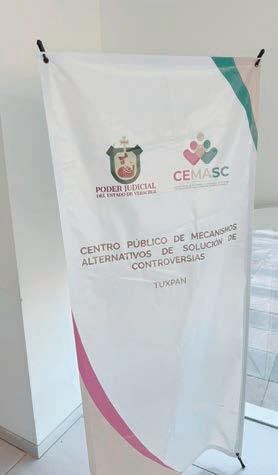 PODER JUDICIAL
DEL ESTADO DE VERACRUZ
CEMASC
CENTRO PÚBLICO DE MECANISMOS
ALTERNATIVOS DE SOLUCIÓN DE
CONTROVERSIAS
TUXPAN